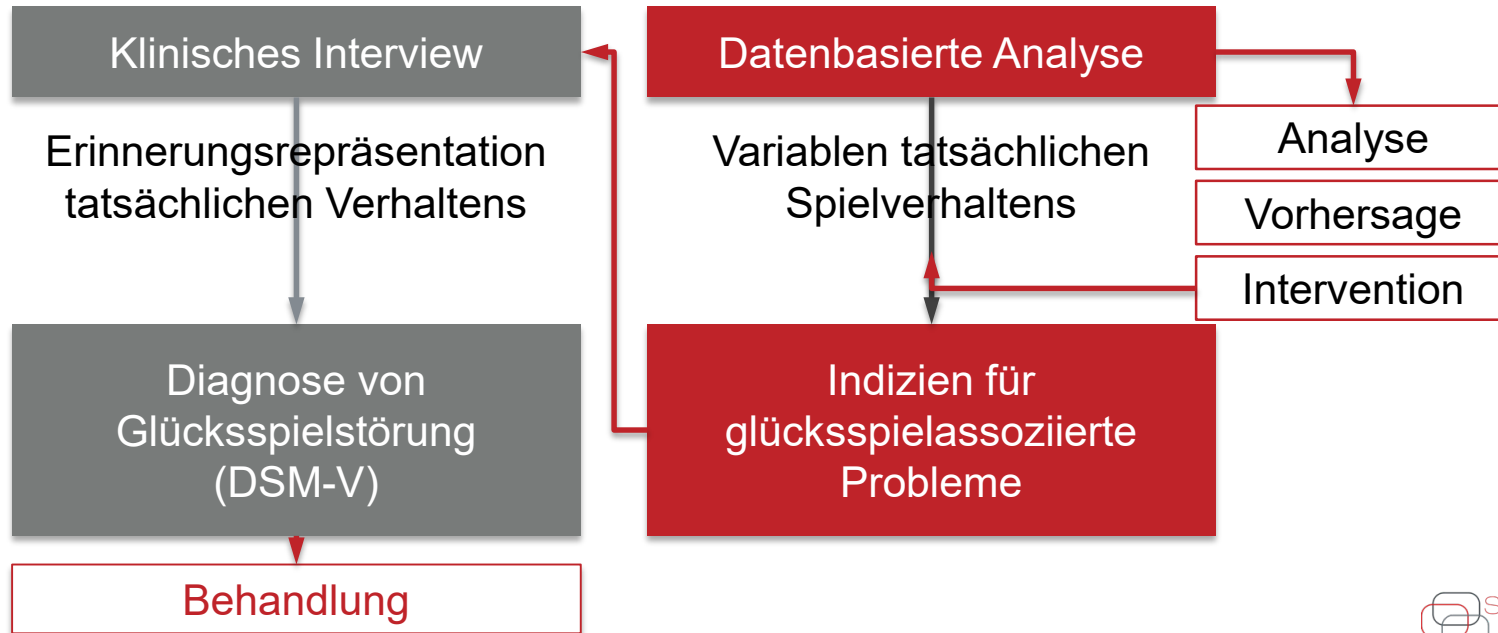 Klinisches Interview
Erinnerungsrepräsentation
tatsächlichen Verhaltens
Diagnose von
Glücksspielstörung
(DSM-V)
Behandlung
Datenbasierte Analyse
Variablen tatsächlichen
Spielverhaltens
Indizien für
glücksspielassoziierte
Probleme
Analyse
Vorhersage
Intervention
S